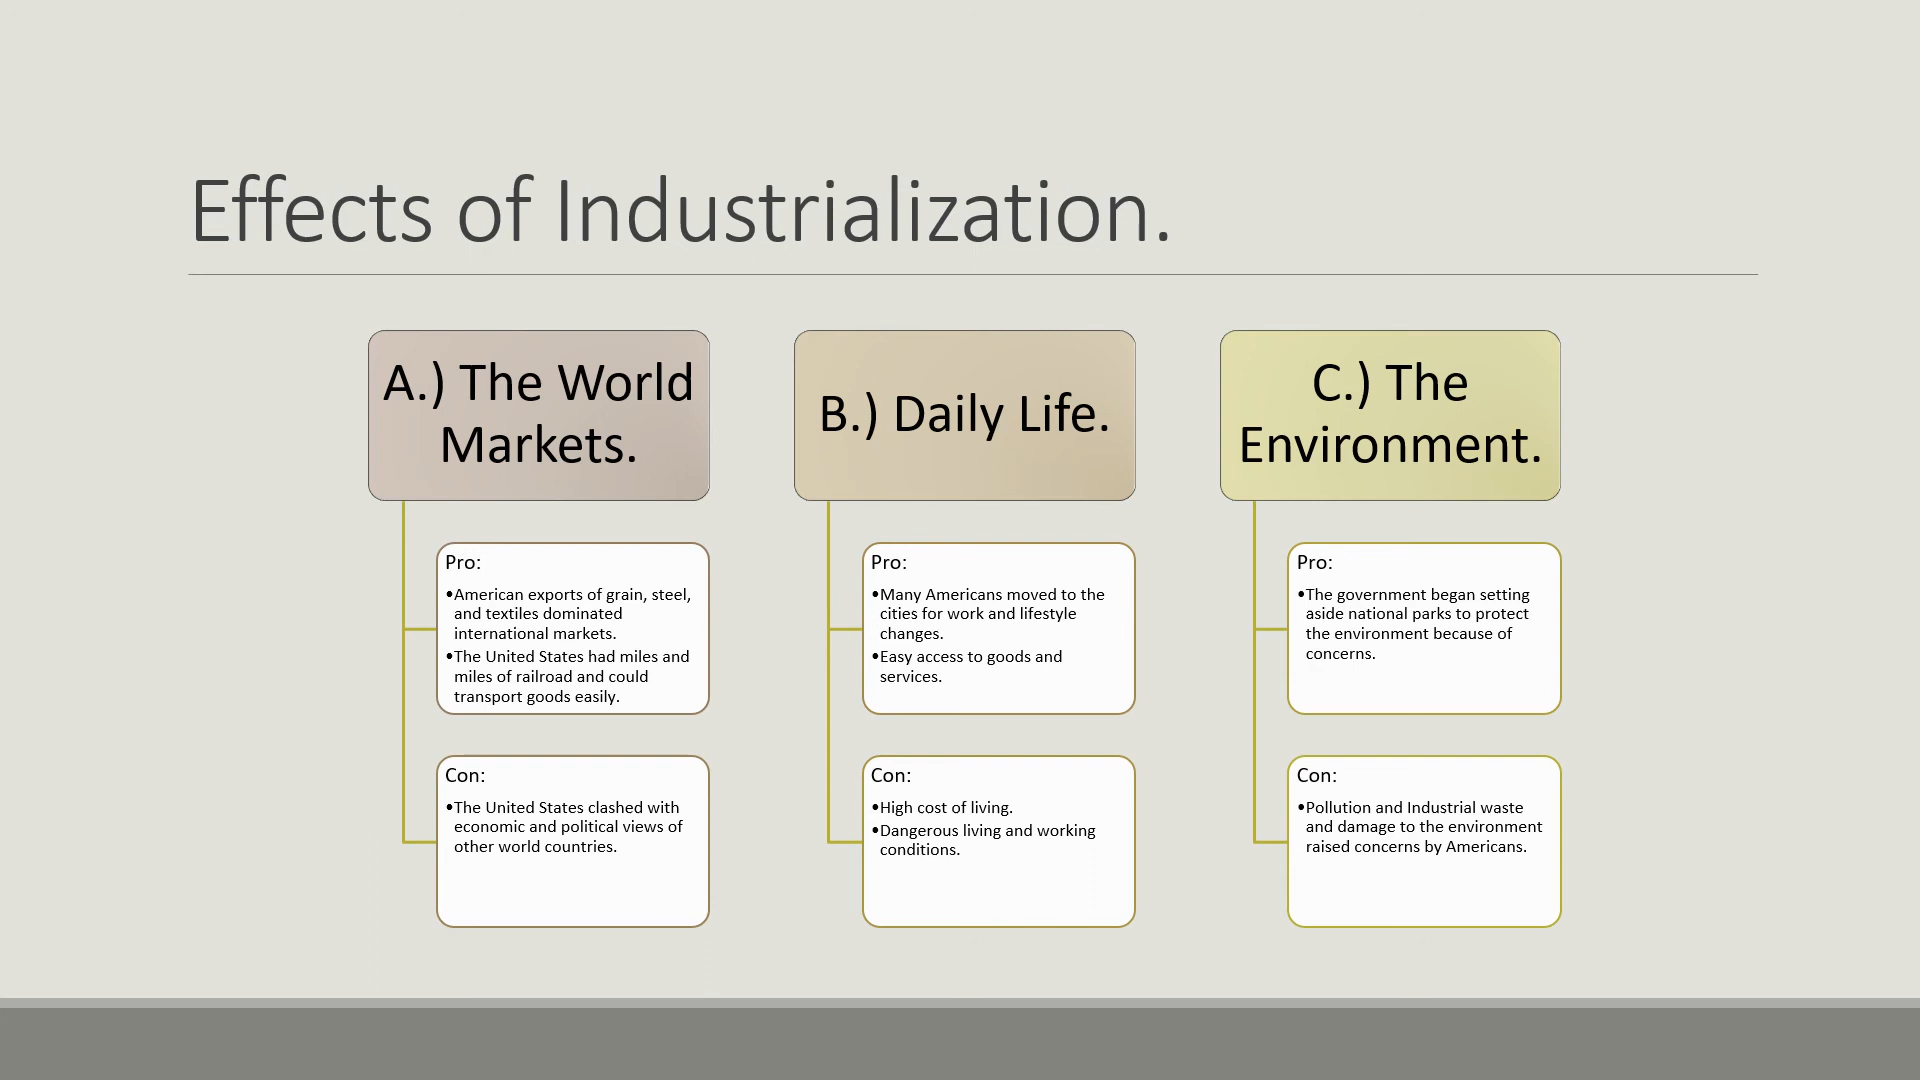 Effects of Industrialization.
A.) The World
Markets.
Pro:
•American exports of grain, steel,
and textiles dominated
international markets.
•The United States had miles and
miles of railroad and could
transport goods easily.
Con:
•The United States clashed with
economic and political views of
other world countries.
B.) Daily Life.
Pro:
•Many Americans moved to the
cities for work and lifestyle
changes.
•Easy access to goods and
services.
Con:
•High cost of living.
•Dangerous living and working
conditions.
C.) The
Environment.
Pro:
•The government began setting
aside national parks to protect
the environment because of
concerns.
Con:
•Pollution and Industrial waste
and damage to the environment
raised concerns by Americans.